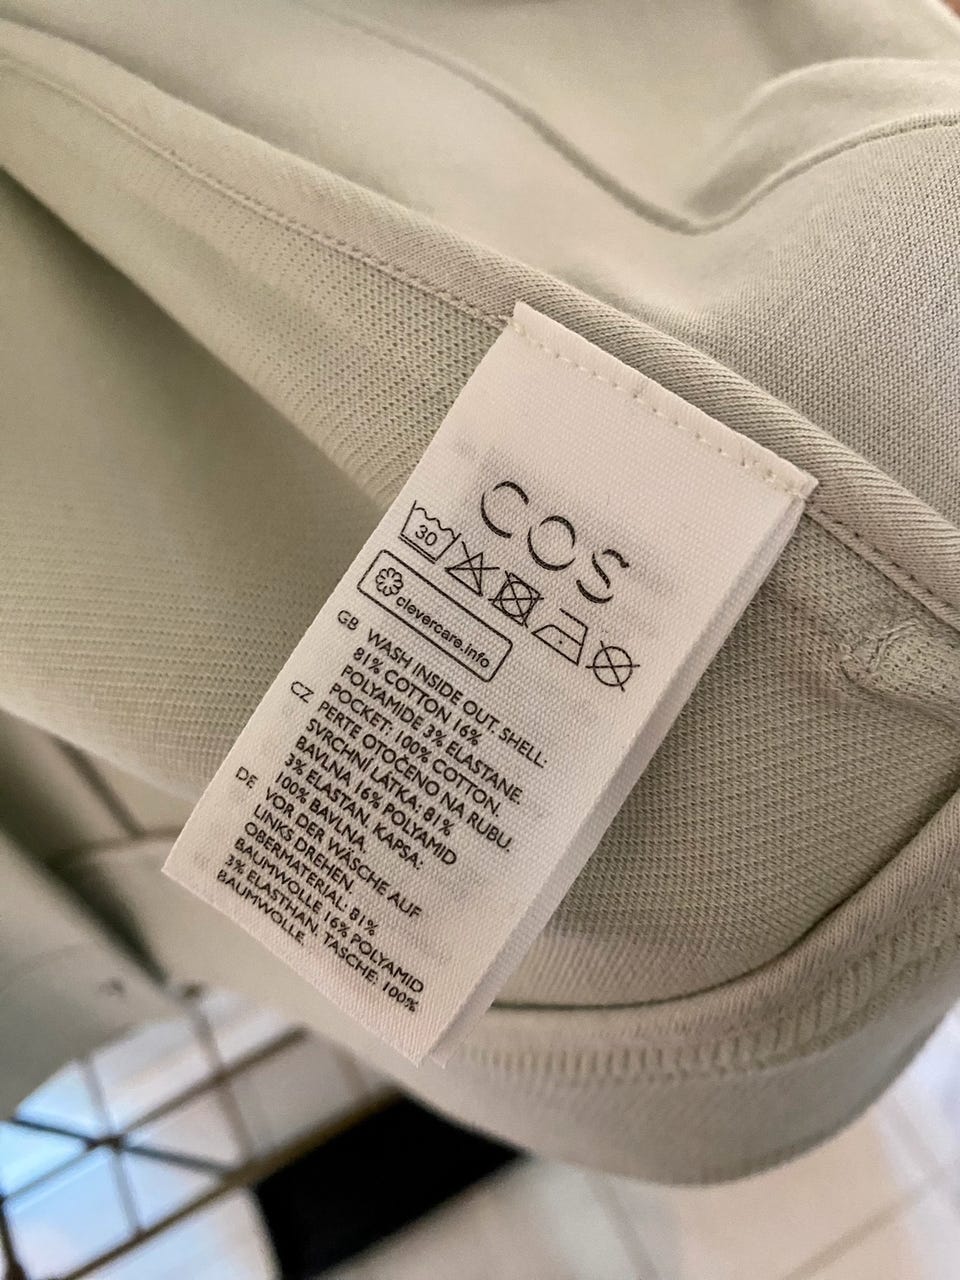 COS
30
clevercare.info
GB WASH INSIDE OUT. SHELL:
81% COTTON 16%
POLYAMIDE 3% ELASTANE.
POCKET: 100% COTTON.
CZ PERTE OTOČENO NA RUBU.
SVRCHNÍ LÁTKA: 81%
BAVLNA 16% POLYAMID
3% ELASTAN. KAPSA:
100% BAVLNA.
DE VOR DER WÄSCHE AUF
LINKS DREHEN.
OBERMATERIAL: 81%
BAUMWOLLE 16% POLYAMID
3% ELASTHAN. TASCHE: 100%
BAUMWOLLE.